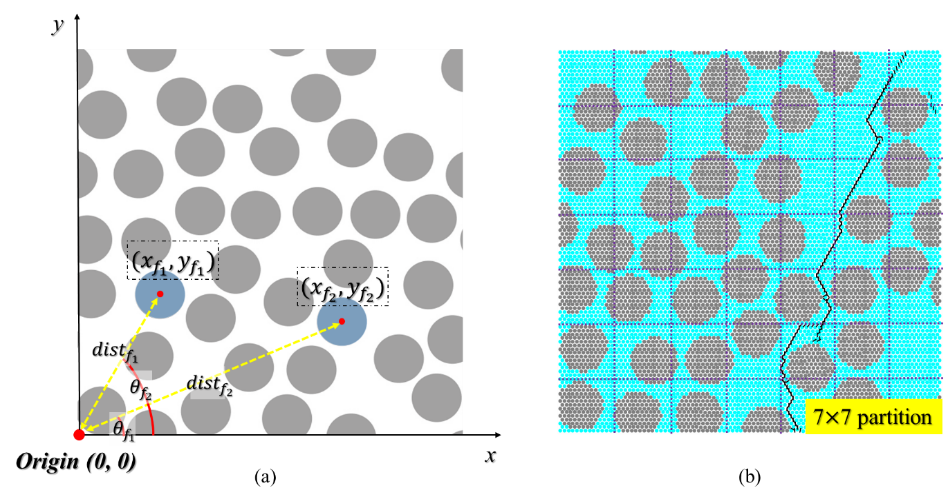 y
(x_{f_1}, y_{f_1})
(x_{f_2}, y_{f_2})
dist_{f_1}
θ_{f_2}
dist_{f_2}
θ_{f_1}
7×7 partition
x
Origin (0, 0)
(a)
(b)